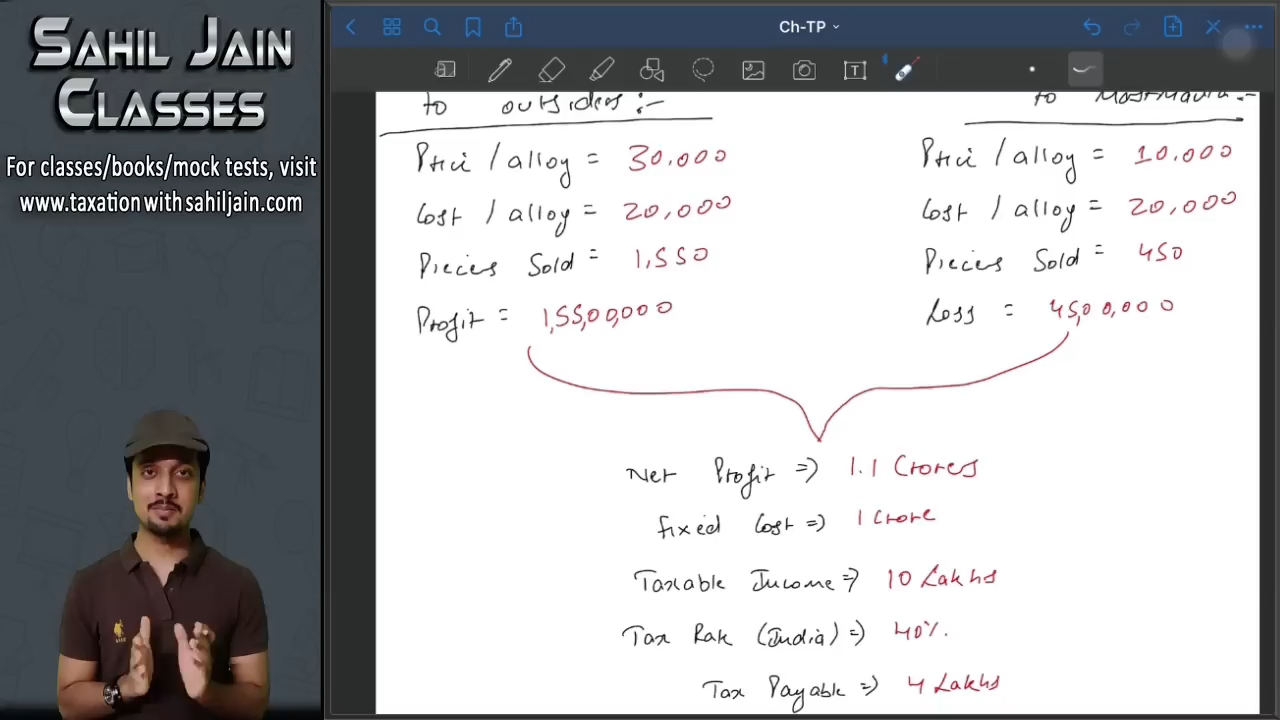 SAHIL JAIN
CLASSES
For classes/books/mock tests, visit
www.taxationwithsahiljain.com
Ch-TP
to outsiders :-
Price / alloy = 30,000
Cost / alloy = 20,000
Pieces Sold = 1,550
Profit = 1,55,00,000
to :-
Price / alloy = 10,000
Cost / alloy = 20,000
Pieces Sold = 450
Loss = 45,00,000
Net Profit => 1.1 Crores
Fixed Cost => 1 Crore
Taxable Income => 10 Lakhs
Tax Rate (India) => 40%
Tax Payable => 4 Lakhs